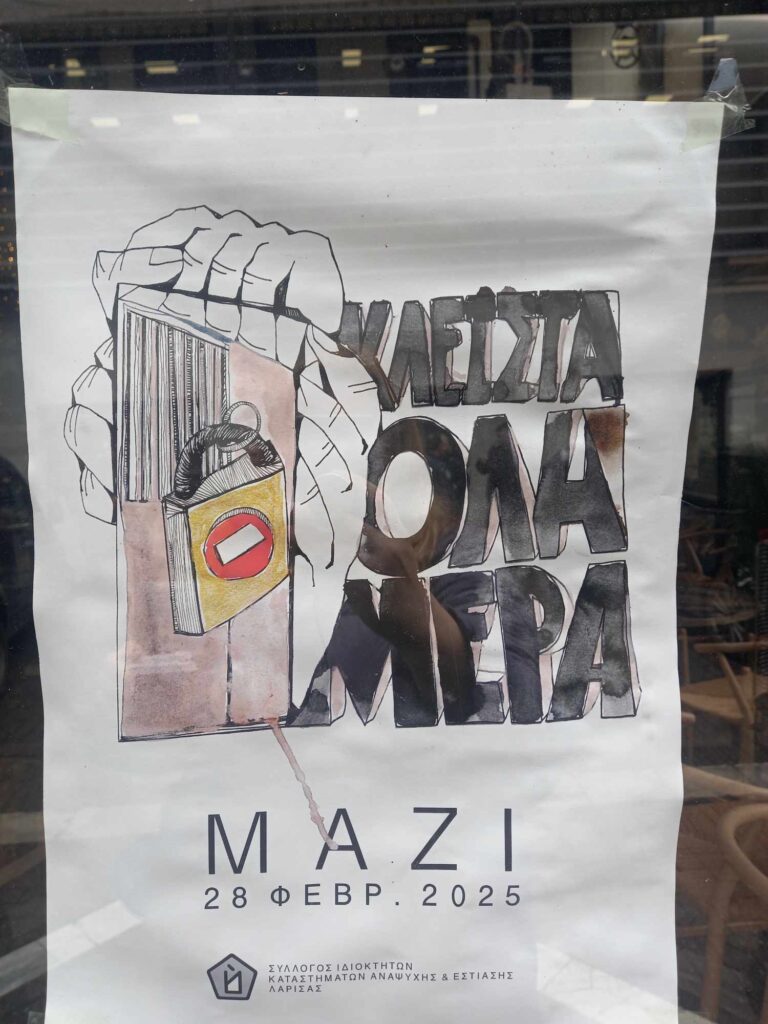 ΚΛΕΙΣΤΑ
ΟΛΑ
ΜΕΡΑ
ΜΑΖΙ
28 ΦΕΒΡ. 2025
ΣΥΛΛΟΓΟΣ ΙΔΙΟΚΤΗΤΩΝ
ΚΑΤΑΣΤΗΜΑΤΩΝ ΑΝΑΨΥΧΗΣ & ΕΣΤΙΑΣΗΣ
ΛΑΡΙΣΑΣ